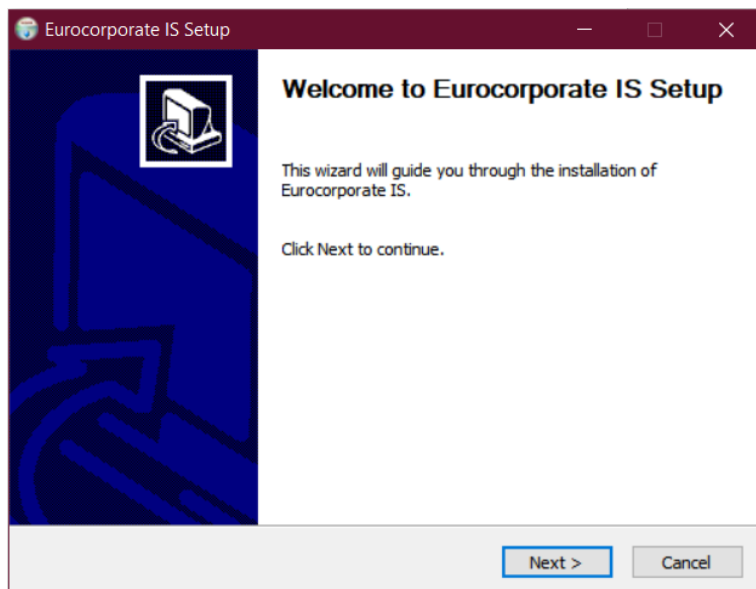 Eurocorporate IS Setup
Welcome to Eurocorporate IS Setup
This wizard will guide you through the installation of
Eurocorporate IS.
Click Next to continue.
Next >
Cancel